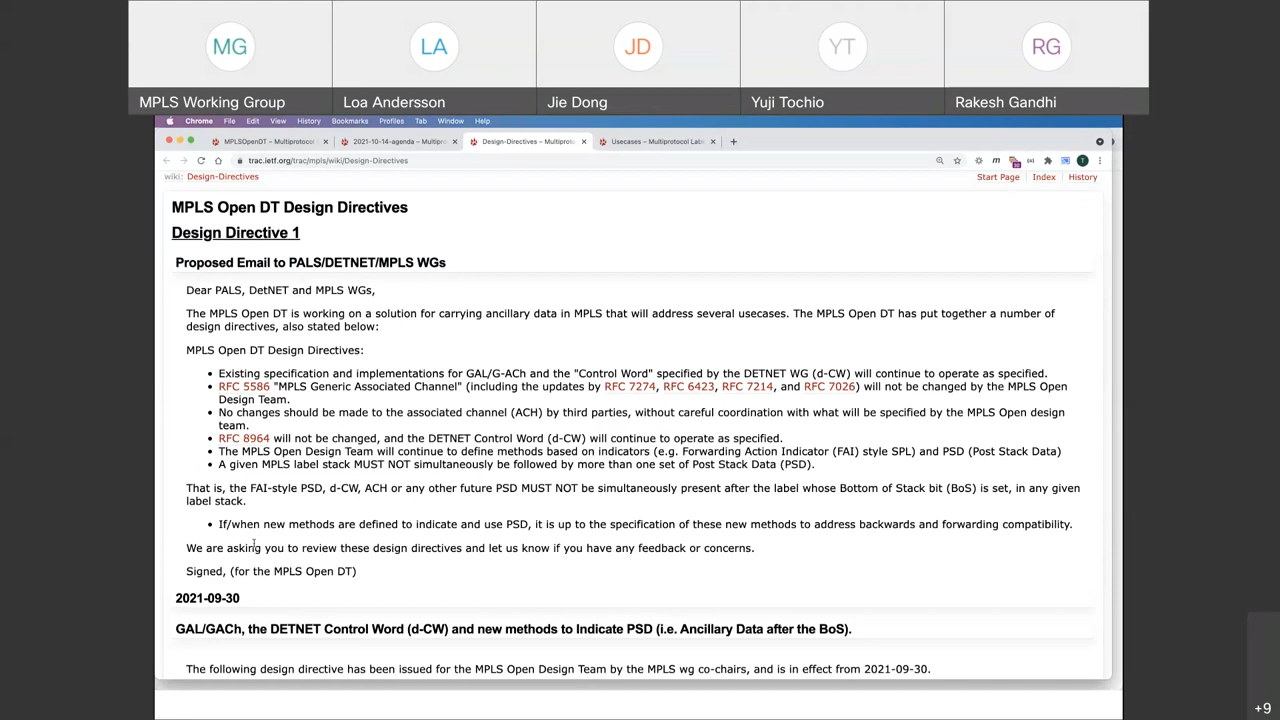 MG
LA
JD
YT
RG
MPLS Working Group
Loa Andersson
Jie Dong
Yuji Tochio
Rakesh Gandhi
Chrome File Edit View History Bookmarks Profiles Tab Window Help
MPLSOpenDT – Multiprotocol
2021-10-14-agenda – Multipro
Design-Directives – Multiproto
Usecases – Multiprotocol Lab
trac.ietf.org/trac/mpls/wiki/Design-Directives
wiki: Design-Directives
Start Page Index History
MPLS Open DT Design Directives
Design Directive 1
Proposed Email to PALS/DETNET/MPLS WGs
Dear PALS, DetNET and MPLS WGs,
The MPLS Open DT is working on a solution for carrying ancillary data in MPLS that will address several usecases. The MPLS Open DT has put together a number of
design directives, also stated below:
MPLS Open DT Design Directives:
• Existing specification and implementations for GAL/G-ACh and the "Control Word" specified by the DETNET WG (d-CW) will continue to operate as specified.
• RFC 5586 "MPLS Generic Associated Channel" (including the updates by RFC 7274, RFC 6423, RFC 7214, and RFC 7026) will not be changed by the MPLS Open
Design Team.
• No changes should be made to the associated channel (ACH) by third parties, without careful coordination with what will be specified by the MPLS Open design
team.
• RFC 8964 will not be changed, and the DETNET Control Word (d-CW) will continue to operate as specified.
• The MPLS Open Design Team will continue to define methods based on indicators (e.g. Forwarding Action Indicator (FAI) style SPL) and PSD (Post Stack Data)
• A given MPLS label stack MUST NOT simultaneously be followed by more than one set of Post Stack Data (PSD).
That is, the FAI-style PSD, d-CW, ACH or any other future PSD MUST NOT be simultaneously present after the label whose Bottom of Stack bit (BoS) is set, in any given
label stack.
• If/when new methods are defined to indicate and use PSD, it is up to the specification of these new methods to address backwards and forwarding compatibility.
We are asking you to review these design directives and let us know if you have any feedback or concerns.
Signed, (for the MPLS Open DT)
2021-09-30
GAL/GACh, the DETNET Control Word (d-CW) and new methods to Indicate PSD (i.e. Ancillary Data after the BoS).
The following design directive has been issued for the MPLS Open Design Team by the MPLS wg co-chairs, and is in effect from 2021-09-30.
+9